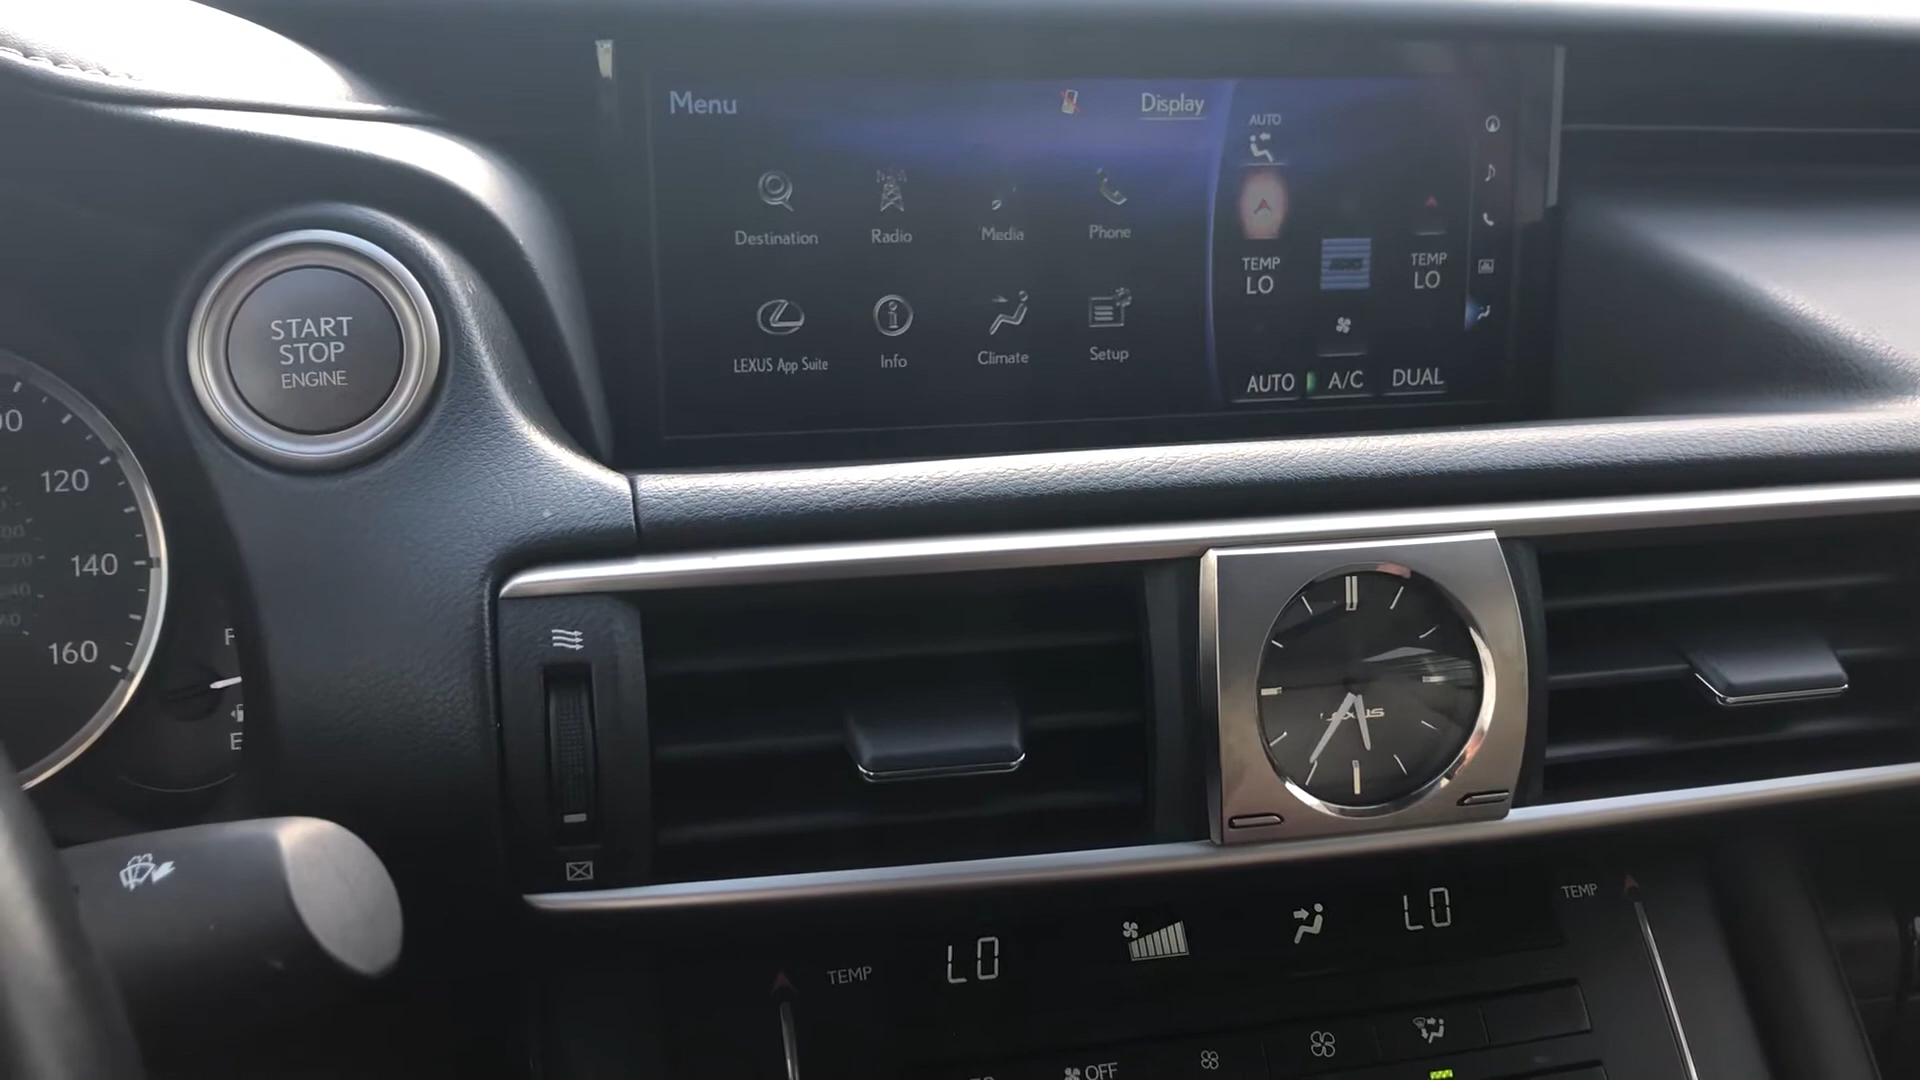 Menu
Display
AUTO
Destination
Radio
Media
Phone
TEMP
LO
TEMP
LO
LEXUS App Suite
Info
Climate
Setup
AUTO
A/C
DUAL
START
STOP
ENGINE
120
140
160
E
LEXUS
TEMP
LO
LO
TEMP
OFF